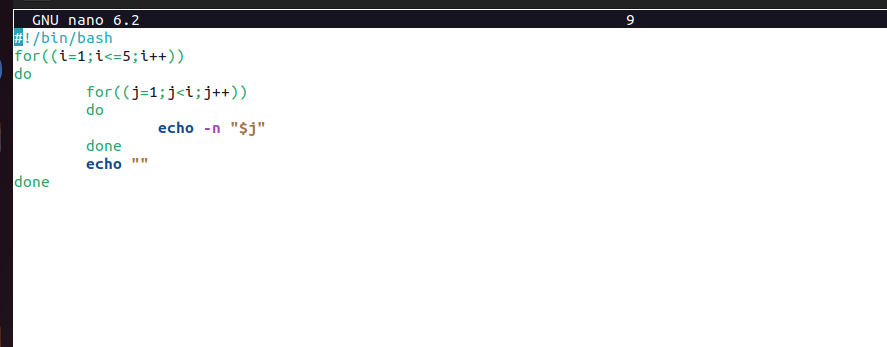 GNU nano 6.2 9
#!/bin/bash
for((i=1;i<=5;i++))
do
        for((j=1;j<i;j++))
        do
                echo -n "$j"
        done
        echo ""
done